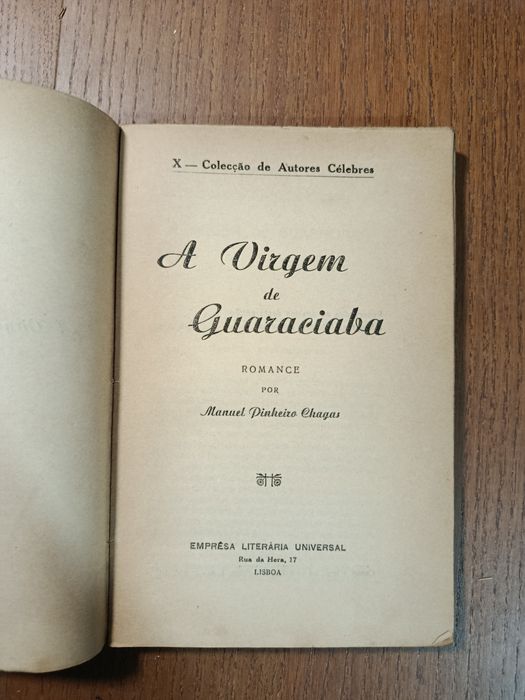 X — Colecção de Autores Célebres
A Virgem
de
Guaraciaba
ROMANCE
POR
Manuel Pinheiro Chagas
EMPRÊSA LITERÁRIA UNIVERSAL
Rua da Hera, 17
LISBOA